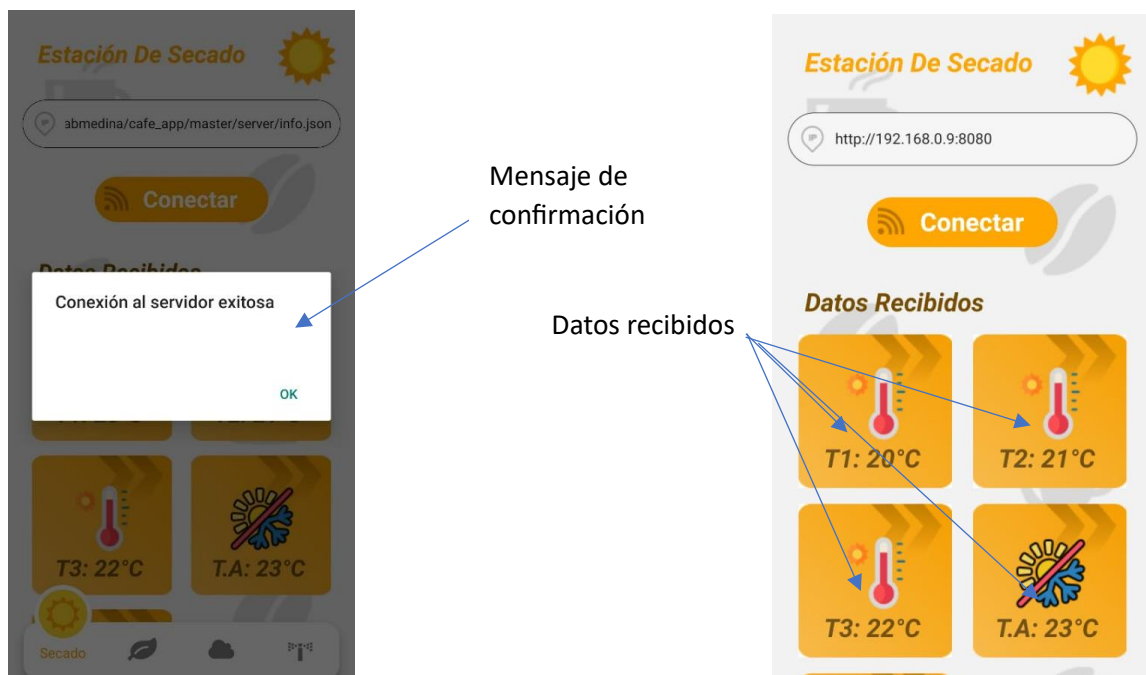 Estación De Secado
IP
abmedina/cafe_app/master/server/info.json
Conectar
Conexión al servidor exitosa
OK
T3: 22°C
T.A: 23°C
Secado
Mensaje de
confirmación
Datos recibidos
Estación De Secado
IP
http://192.168.0.9:8080
Conectar
Datos Recibidos
T1: 20°C
T2: 21°C
T3: 22°C
T.A: 23°C